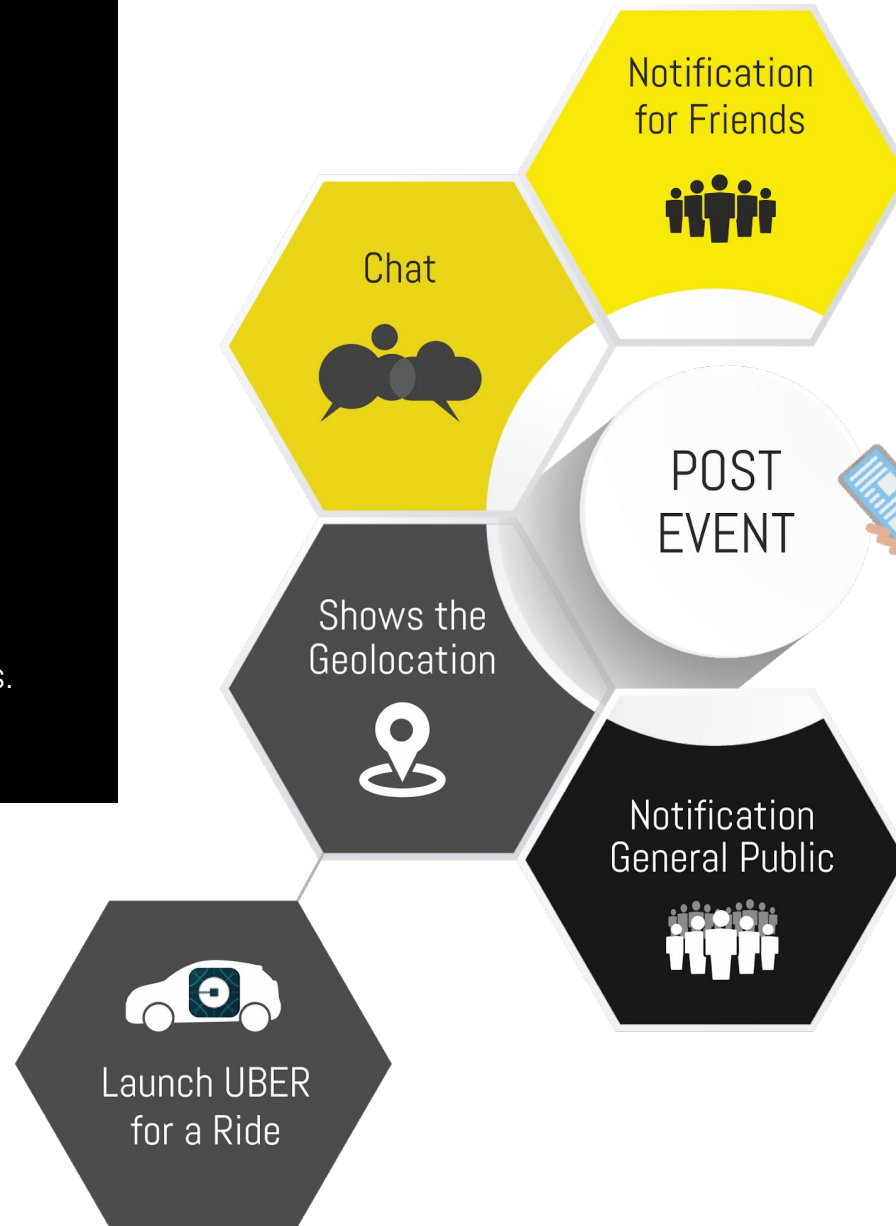 Notification
for Friends
Chat
POST
EVENT
Shows the
Geolocation
s.
Notification
General Public
Launch UBER
for a Ride